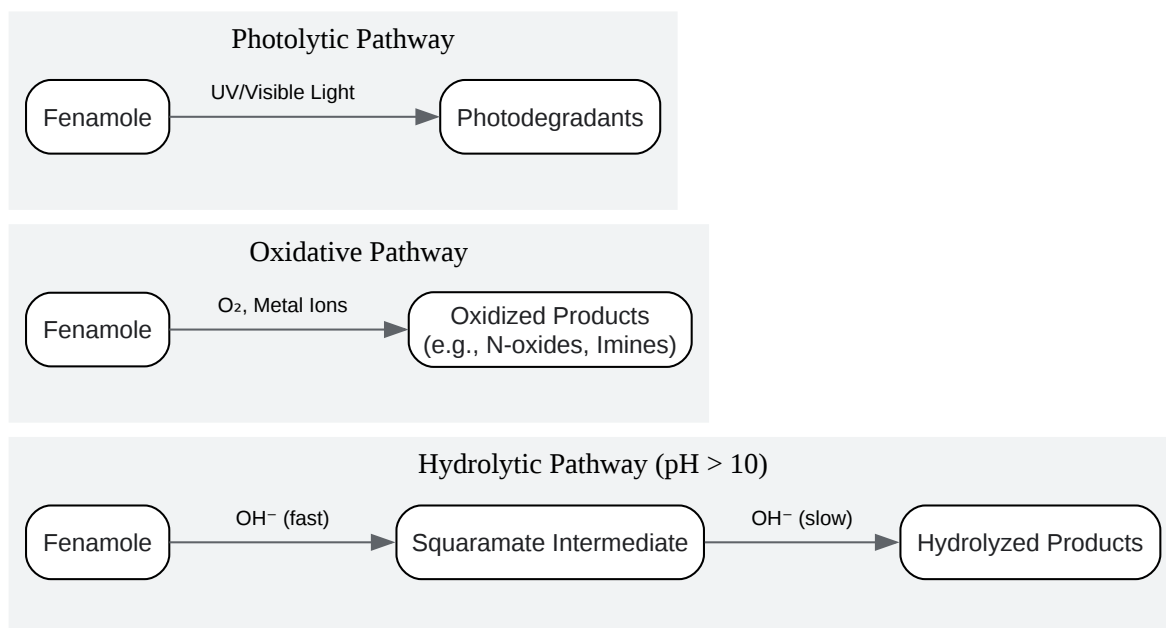 Photolytic Pathway
UV/Visible Light
Fenamole
Photodegradants
Oxidative Pathway
O₂, Metal Ions
Fenamole
Oxidized Products
(e.g., N-oxides, Imines)
Hydrolytic Pathway (pH > 10)
OH⁻ (fast)
OH⁻ (slow)
Fenamole
Squaramate Intermediate
Hydrolyzed Products